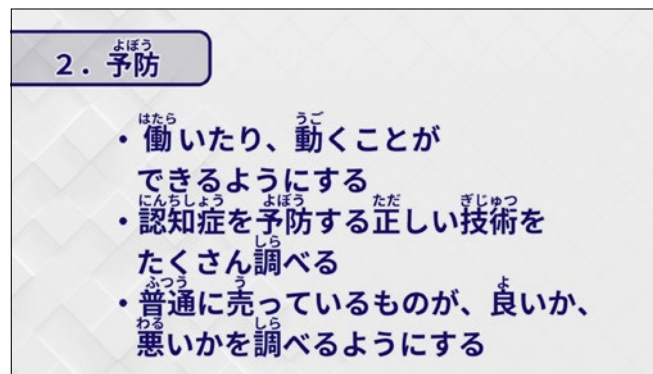 ２．予防
・働いたり、動くことが
できるようにする
・認知症を予防する正しい技術を
たくさん調べる
・普通に売っているものが、良いか、
悪いかを調べるようにする